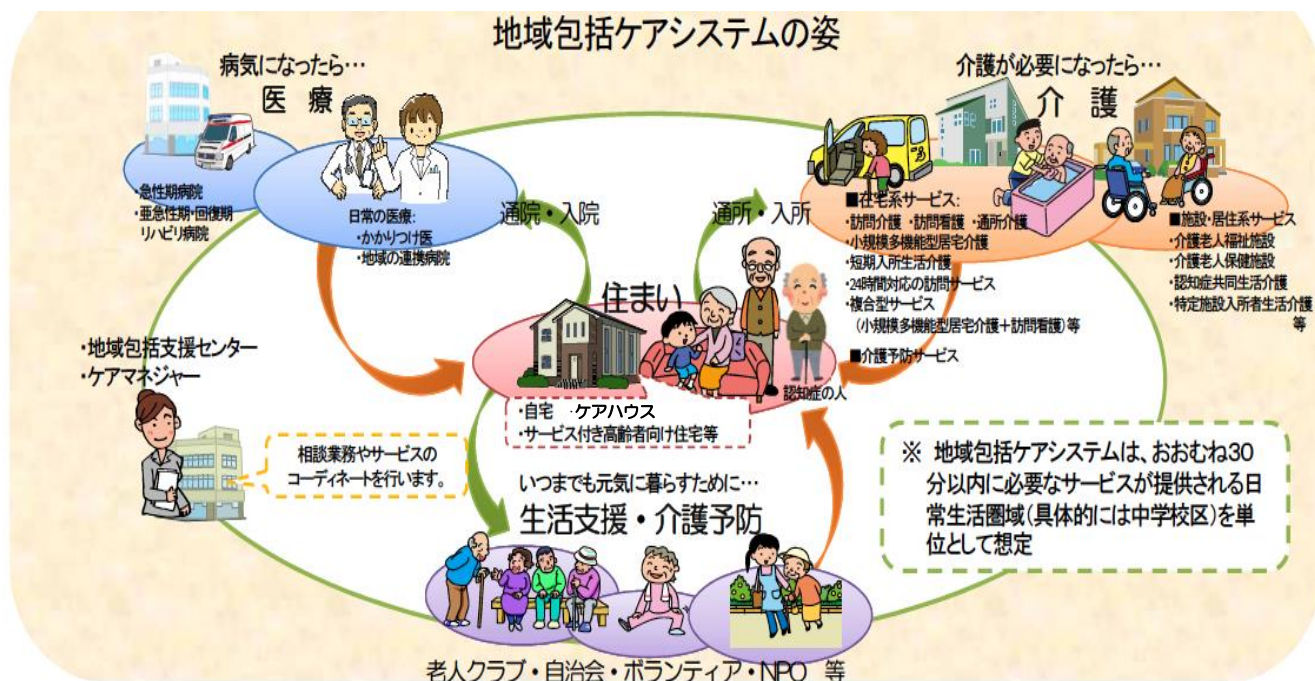 地域包括ケアシステムの姿
病気になったら…
医 療
・急性期病院
・亜急性期・回復期
リハビリ病院
日常の医療:
・かかりつけ医
・地域の連携病院
通院・入院
通所・入所
介護が必要になったら…
介 護
■在宅系サービス:
・訪問介護 ・訪問看護 ・通所介護
・小規模多機能型居宅介護
・短期入所生活介護
・24時間対応の訪問サービス
・複合型サービス
(小規模多機能型居宅介護+訪問看護)等
■介護予防サービス
■施設・居住系サービス
・介護老人福祉施設
・介護老人保健施設
・認知症共同生活介護
・特定施設入所者生活介護
等
住まい
認知症の人
・自宅 ・ケアハウス
・サービス付き高齢者向け住宅等
・地域包括支援センター
・ケアマネジャー
相談業務やサービスの
コーディネートを行います。
いつまでも元気に暮らすために…
生活支援・介護予防
老人クラブ・自治会・ボランティア・NPO 等
※ 地域包括ケアシステムは、おおむね30
分以内に必要なサービスが提供される日
常生活圏域(具体的には中学校区)を単
位として想定